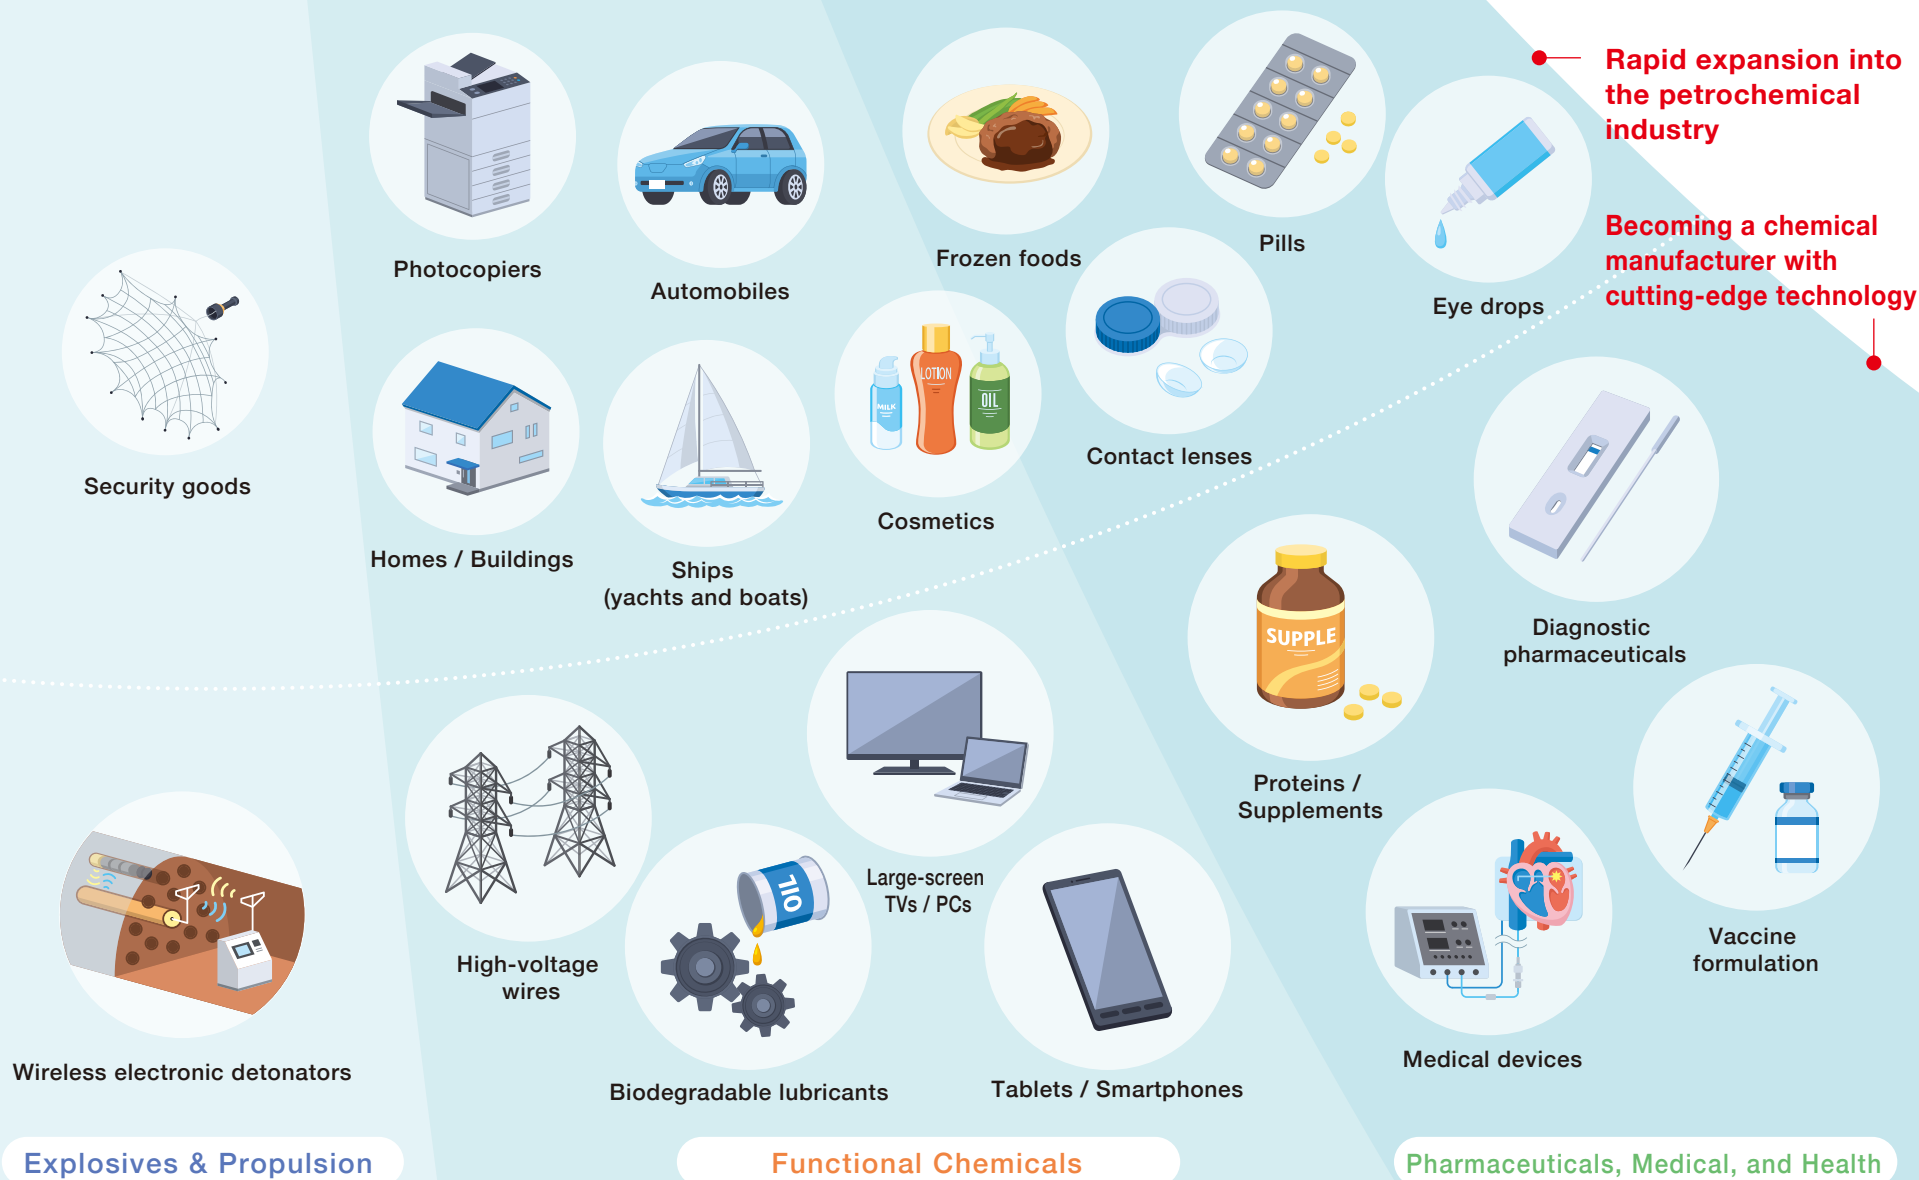 Rapid expansion into
the petrochemical
industry
Becoming a chemical
manufacturer with
cutting-edge technology
Photocopiers
Automobiles
Frozen foods
Pills
Eye drops
Security goods
Homes / Buildings
Ships
(yachts and boats)
MILK
LOTION
OIL
Cosmetics
Contact lenses
Diagnostic
pharmaceuticals
SUPPLE
Proteins /
Supplements
Large-screen
TVs / PCs
High-voltage
wires
OIL
Biodegradable lubricants
Tablets / Smartphones
Medical devices
Vaccine
formulation
Wireless electronic detonators
Explosives & Propulsion
Functional Chemicals
Pharmaceuticals, Medical, and Health